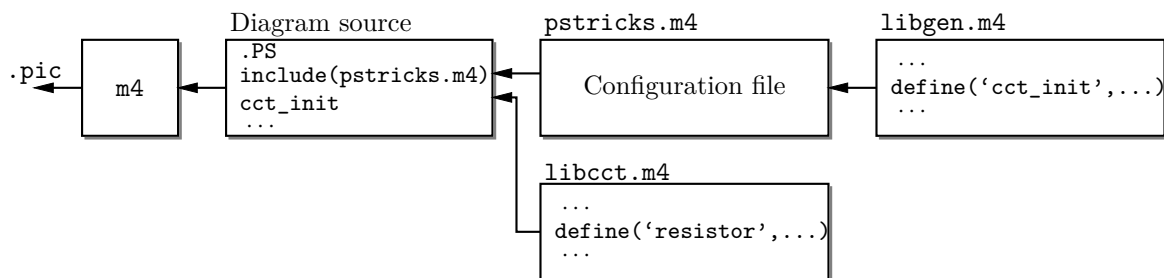 .pic
m4
Diagram source
.PS
include(pstricks.m4)
cct_init
...
pstricks.m4
Configuration file
libgen.m4
...
define(‘cct_init’,...)
...
libcct.m4
...
define(‘resistor’,...)
...